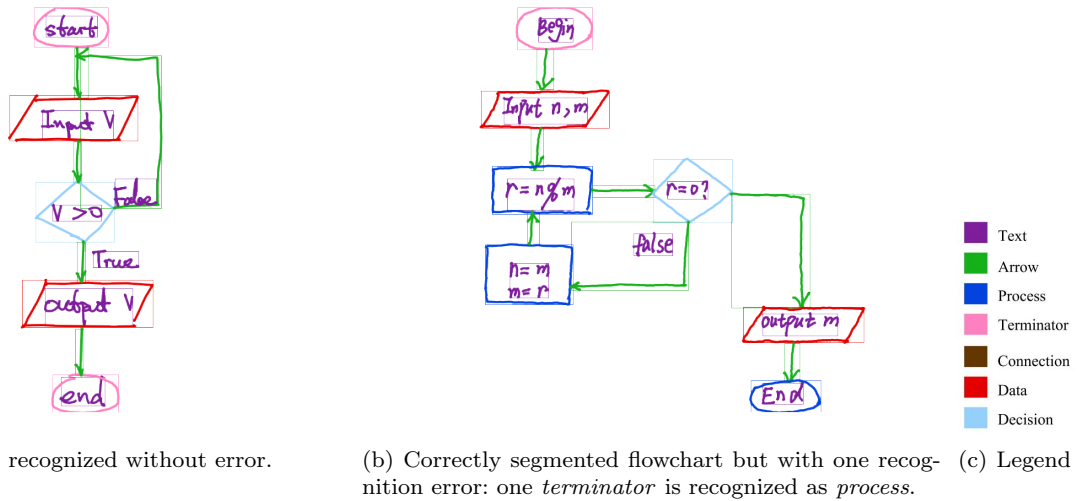 start
Input V
V > 0
False
True
output V
end
recognized without error.
Begin
Input n, m
r = n % m
r = 0 ?
false
n = m
m = r
output m
End
(b) Correctly segmented flowchart but with one recog-
nition error: one terminator is recognized as process.
Text
Arrow
Process
Terminator
Connection
Data
Decision
(c) Legend